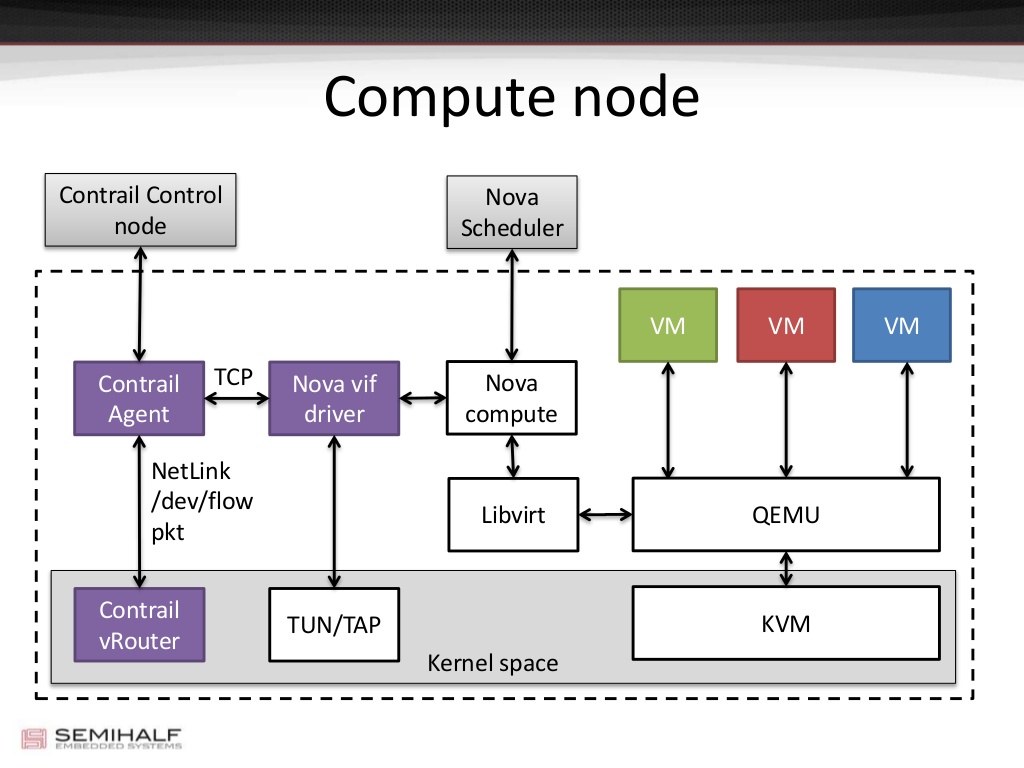 Compute node
Contrail Control
node
Nova
Scheduler
VM
VM
VM
Contrail
Agent
TCP
Nova vif
driver
Nova
compute
NetLink
/dev/flow
pkt
Libvirt
QEMU
Contrail
vRouter
TUN/TAP
KVM
Kernel space
SEMIHALF
EMBEDDED SYSTEMS